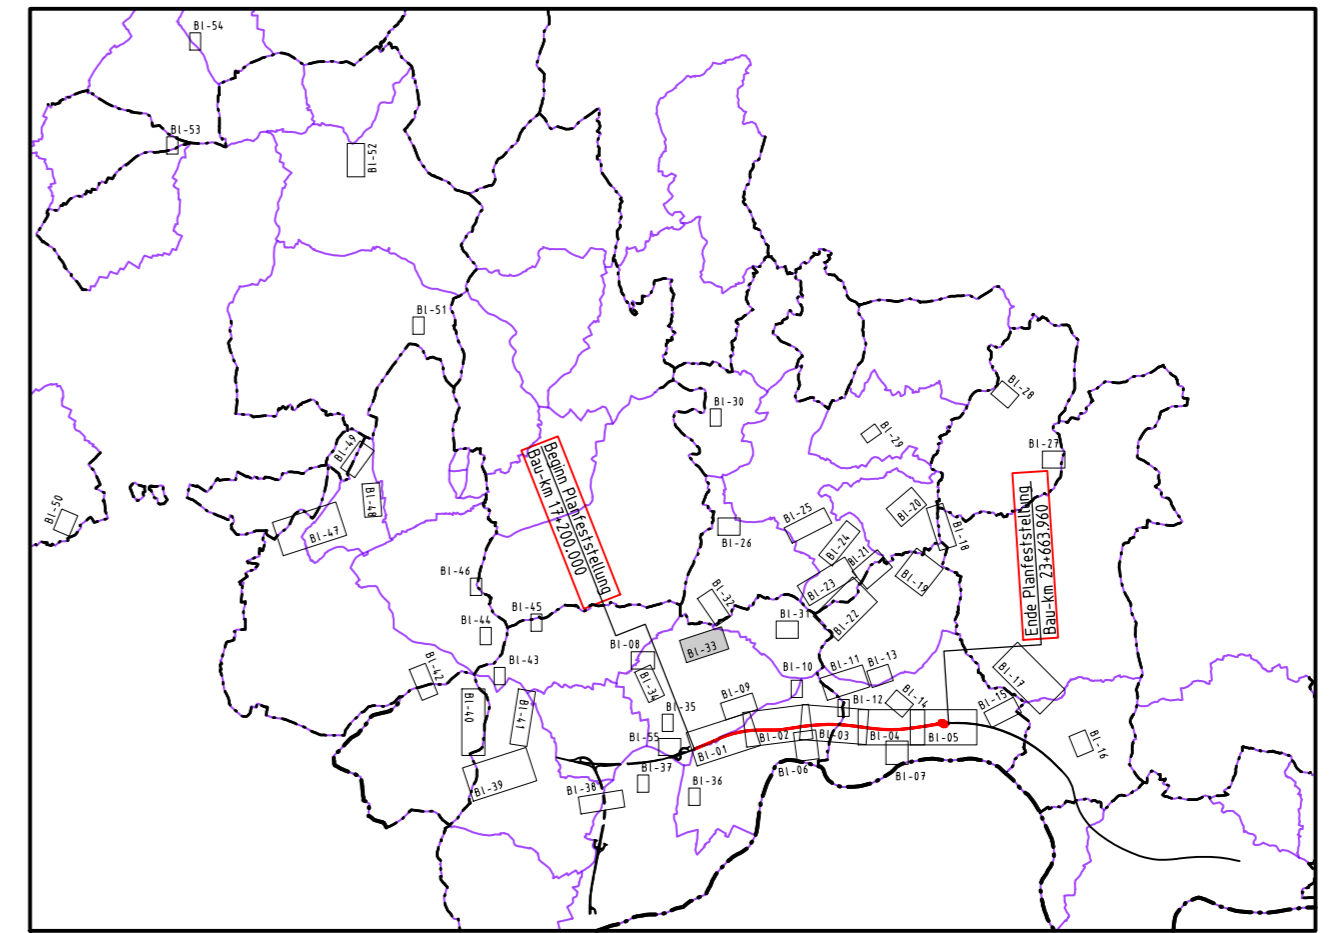 Bl-54
Bl-53
Bl-52
Bl-51
Bl-30
Bl-28
Bl-29
Bl-27
Bl-49
Bl-48
Bl-47
Bl-50
Beginn Planfeststellung
Bau-km 17+200.000
Ende Planfeststellung
Bau-km 23+663.960
Bl-20
Bl-18
Bl-25
Bl-26
Bl-24
Bl-21
Bl-19
Bl-23
Bl-22
Bl-46
Bl-45
Bl-44
Bl-32
Bl-31
Bl-33
Bl-08
Bl-34
Bl-43
Bl-42
Bl-40
Bl-41
Bl-10
Bl-11
Bl-13
Bl-12
Bl-14
Bl-17
Bl-15
Bl-16
Bl-09
Bl-35
Bl-55
Bl-01
Bl-02
Bl-03
Bl-04
Bl-05
Bl-06
Bl-07
Bl-37
Bl-36
Bl-38
Bl-39